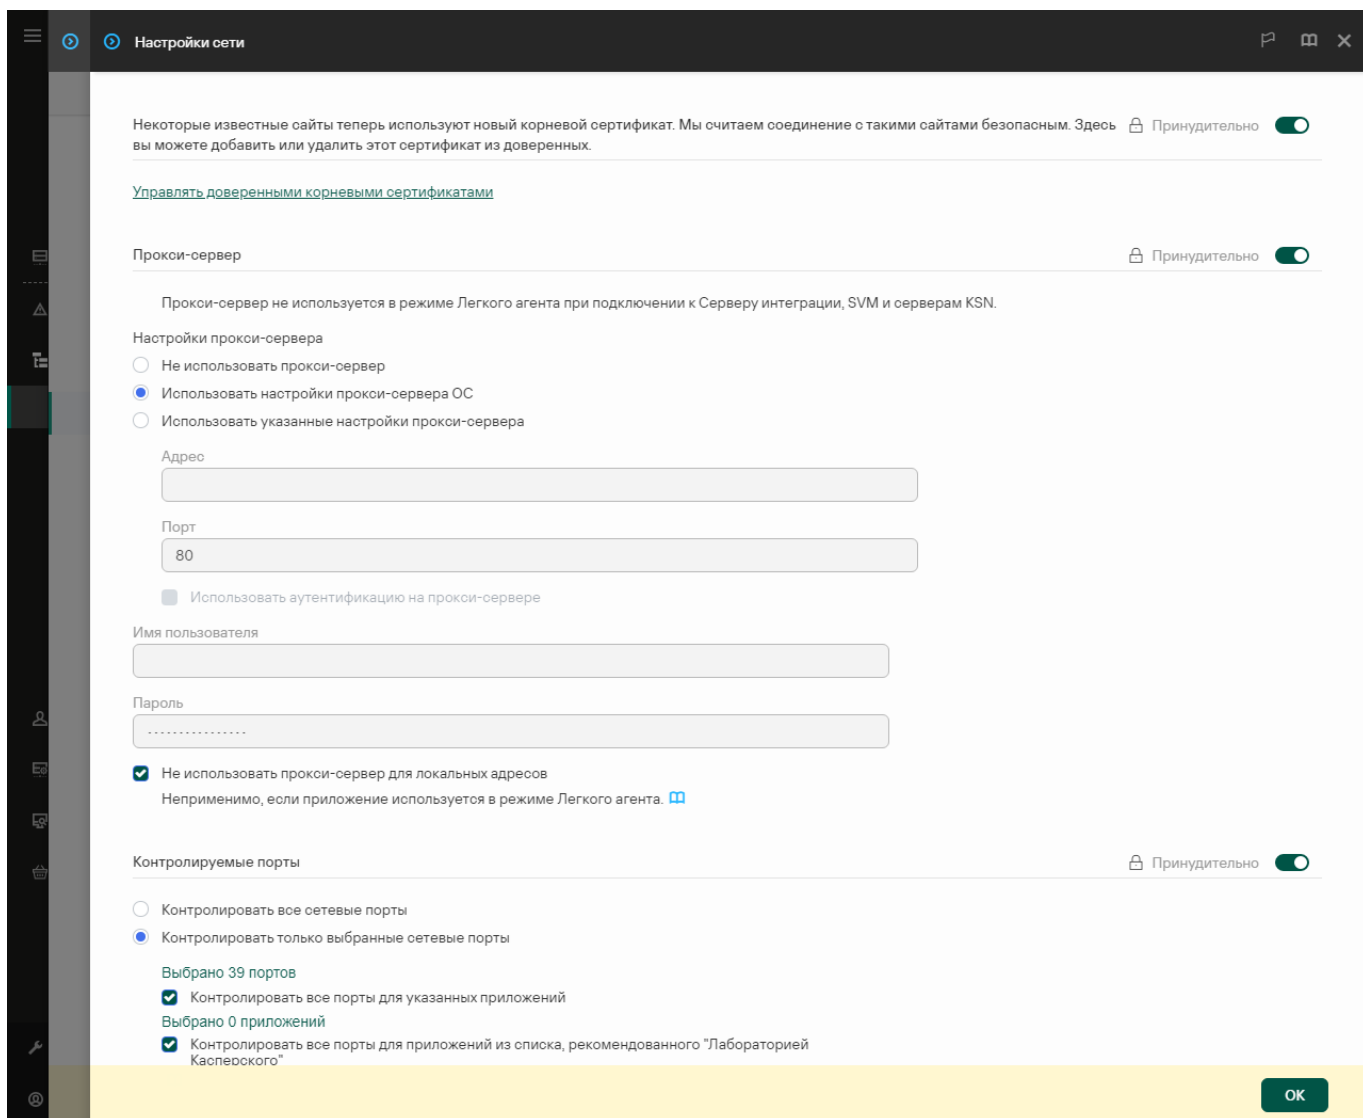 Настройки сети
Некоторые известные сайты теперь используют новый корневой сертификат. Мы считаем соединение с такими сайтами безопасным. Здесь
вы можете добавить или удалить этот сертификат из доверенных.
Принудительно
Управлять доверенными корневыми сертификатами
Прокси-сервер
Принудительно
Прокси-сервер не используется в режиме Легкого агента при подключении к Серверу интеграции, SVM и серверам KSN.
Настройки прокси-сервера
Не использовать прокси-сервер
Использовать настройки прокси-сервера ОС
Использовать указанные настройки прокси-сервера
Адрес
Порт
80
Использовать аутентификацию на прокси-сервере
Имя пользователя
Пароль
Не использовать прокси-сервер для локальных адресов
Неприменимо, если приложение используется в режиме Легкого агента.
Контролируемые порты
Принудительно
Контролировать все сетевые порты
Контролировать только выбранные сетевые порты
Выбрано 39 портов
Контролировать все порты для указанных приложений
Выбрано 0 приложений
Контролировать все порты для приложений из списка, рекомендованного "Лабораторией
Касперского"
OK